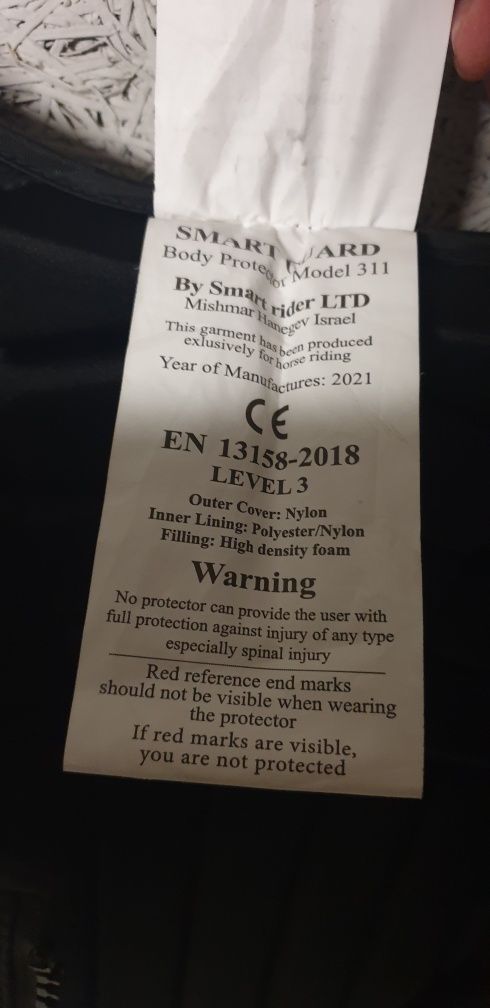 SMART GUARD
Body Protector Model 311
By Smart rider LTD
Mishmar Hanegev Israel
This garment has been produced
exlusively for horse riding
Year of Manufactures: 2021
CE
EN 13158-2018
LEVEL 3
Outer Cover: Nylon
Inner Lining: Polyester/Nylon
Filling: High density foam
Warning
No protector can provide the user with
full protection against injury of any type
especially spinal injury
Red reference end marks
should not be visible when wearing
the protector
If red marks are visible,
you are not protected